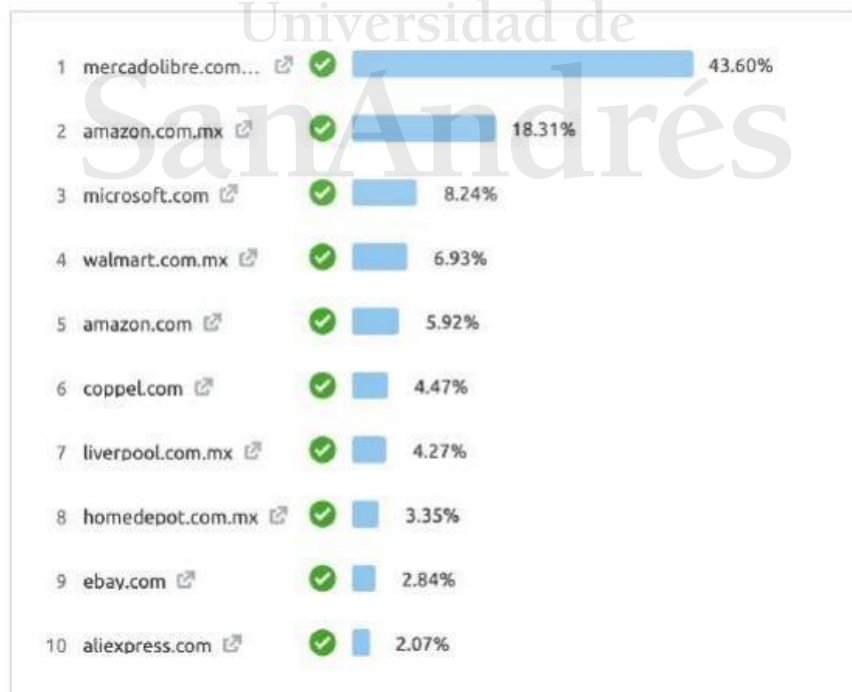 Universidad de
SanAndrés
1 mercadolibre.com... 43.60%
2 amazon.com.mx 18.31%
3 microsoft.com 8.24%
4 walmart.com.mx 6.93%
5 amazon.com 5.92%
6 coppel.com 4.47%
7 liverpool.com.mx 4.27%
8 homedepot.com.mx 3.35%
9 ebay.com 2.84%
10 aliexpress.com 2.07%